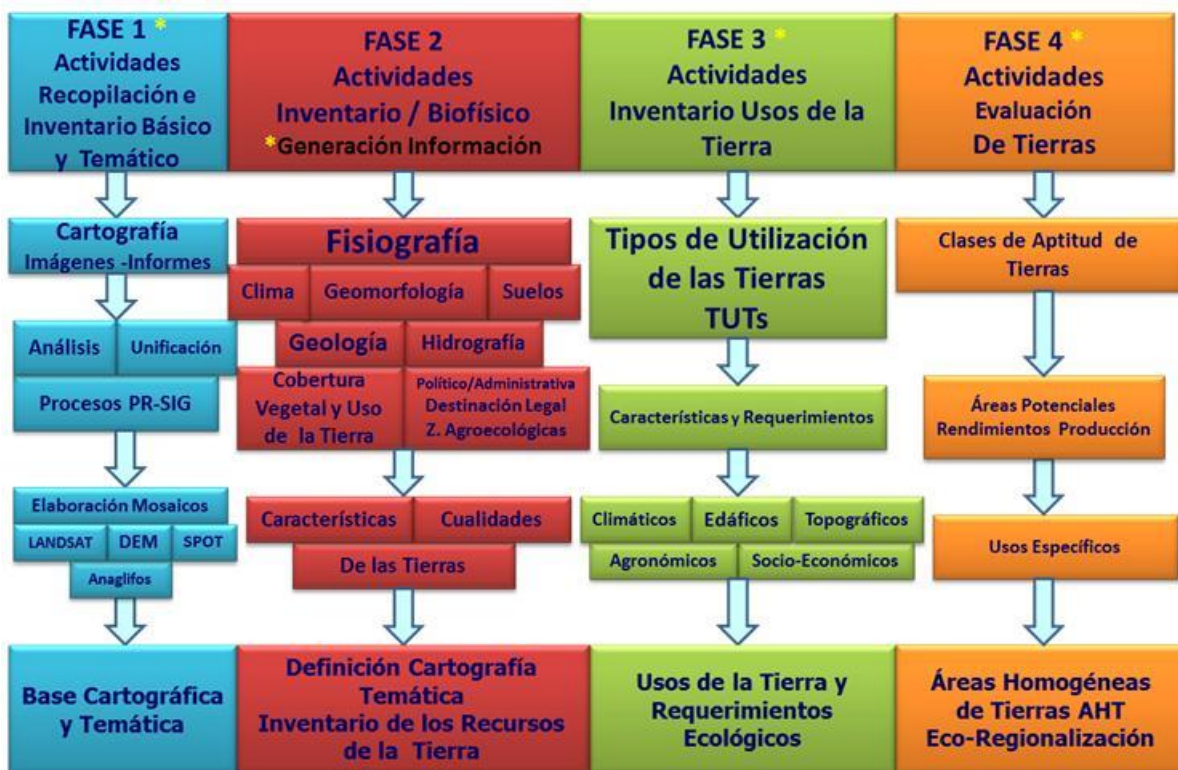 FASE 1 *
Actividades
Recopilación e
Inventario Básico
y Temático
Cartografía
Imágenes -Informes
Análisis
Unificación
Procesos PR-SIG
Elaboración Mosaicos
LANDSAT
DEM
SPOT
Anaglifos
Base Cartográfica
y Temática
FASE 2
Actividades
Inventario / Biofísico
*Generación Información
Fisiografía
Clima
Geomorfología
Suelos
Geología
Hidrografía
Cobertura
Vegetal y Uso
de la Tierra
Político/Administrativa
Destinación Legal
Z. Agroecológicas
Características
Cualidades
De las Tierras
Definición Cartografía
Temática
Inventario de los Recursos
de la Tierra
FASE 3 *
Actividades
Inventario Usos de la
Tierra
Tipos de Utilización
de las Tierras
TUTs
Características y Requerimientos
Climáticos
Edáficos
Topográficos
Agronómicos
Socio-Económicos
Usos de la Tierra y
Requerimientos
Ecológicos
FASE 4 *
Actividades
Evaluación
De Tierras
Clases de Aptitud de
Tierras
Áreas Potenciales
Rendimientos Producción
Usos Específicos
Áreas Homogéneas
de Tierras AHT
Eco-Regionalización